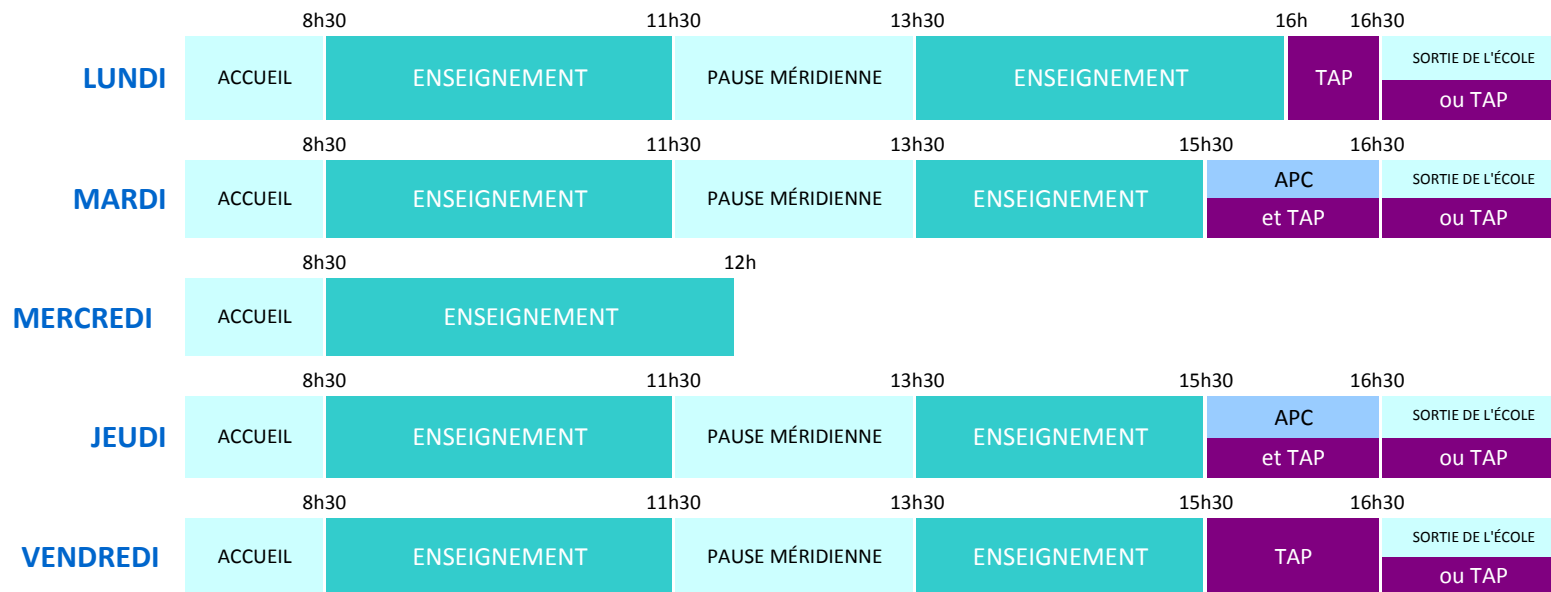 8h30 11h30 13h30 16h 16h30
LUNDI ACCUEIL ENSEIGNEMENT PAUSE MÉRIDIENNE ENSEIGNEMENT TAP SORTIE DE L'ÉCOLE
ou TAP
8h30 11h30 13h30 15h30 16h30
MARDI ACCUEIL ENSEIGNEMENT PAUSE MÉRIDIENNE ENSEIGNEMENT APC SORTIE DE L'ÉCOLE
et TAP ou TAP
8h30 12h
MERCREDI ACCUEIL ENSEIGNEMENT
8h30 11h30 13h30 15h30 16h30
JEUDI ACCUEIL ENSEIGNEMENT PAUSE MÉRIDIENNE ENSEIGNEMENT APC SORTIE DE L'ÉCOLE
et TAP ou TAP
8h30 11h30 13h30 15h30 16h30
VENDREDI ACCUEIL ENSEIGNEMENT PAUSE MÉRIDIENNE ENSEIGNEMENT TAP SORTIE DE L'ÉCOLE
ou TAP